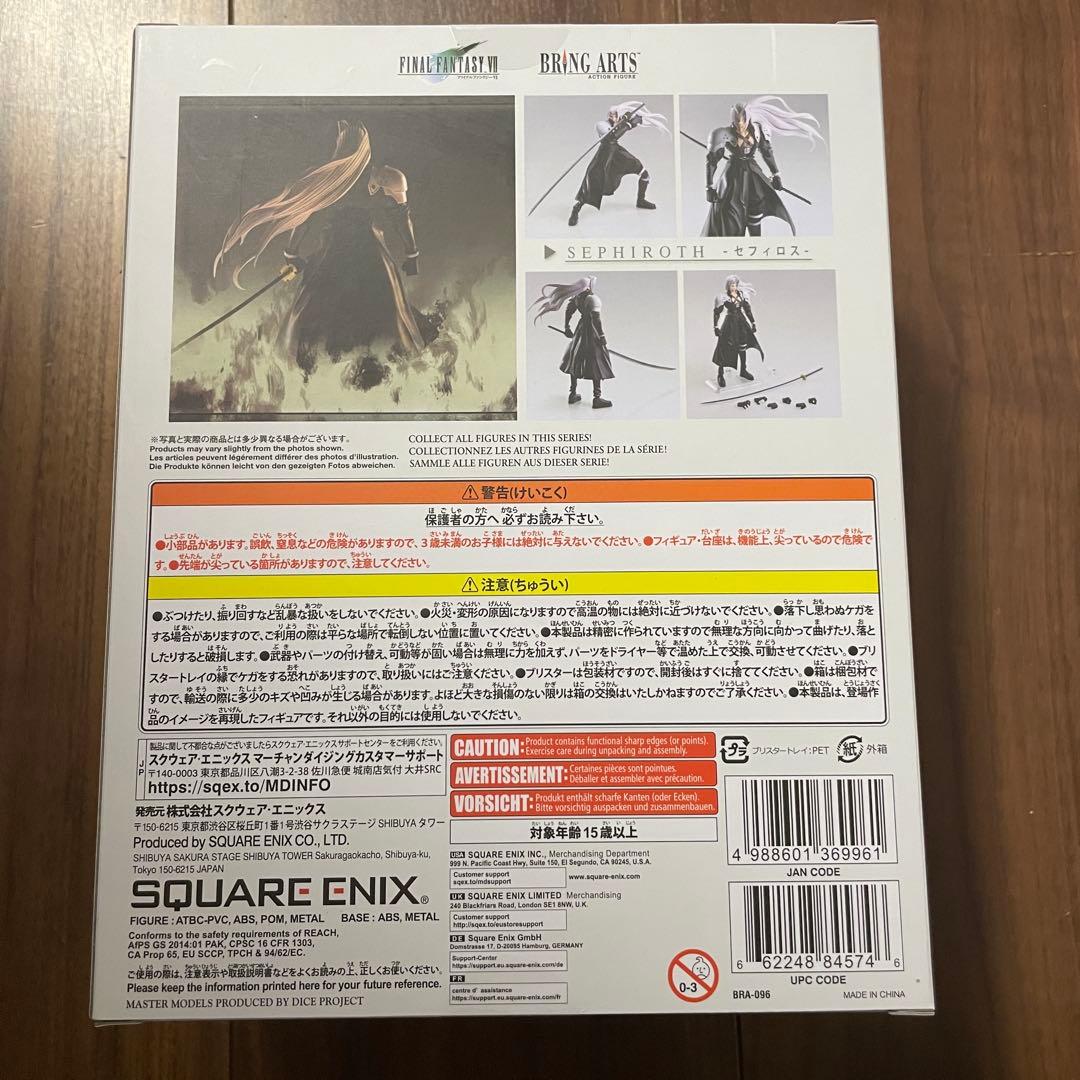 FINAL FANTASY VII
ファイナルファンタジーVII
BRING ARTS™
ACTION FIGURE
SEPHIROTH -セフィロス-
※写真と実際の商品とは多少異なる場合がございます。
Products may vary slightly from the photos shown.
Les articles peuvent légérement différer des photos d'illustration.
Die Produkte können leicht von den gezeigten Fotos abweichen.
COLLECT ALL FIGURES IN THIS SERIES!
COLLECTIONNEZ LES AUTRES FIGURINES DE LA SÉRIE!
SAMMLE ALLE FIGUREN AUS DIESER SERIE!
⚠警告(けいこく)
保護者の方へ 必ずお読み下さい。
●小部品があります。誤飲、窒息などの危険がありますので、3歳未満のお子様には絶対に与えないでください。●フィギュア・台座は、機能上、尖っているので危険で
す。●先端が尖っている箇所がありますので、注意してください。
⚠注意(ちゅうい)
●ぶつけたり、振り回すなど乱暴な扱いをしないでください。●火災・変形の原因になりますので高温の物には絶対に近づけないでください。●落下し思わぬケガを
する場合がありますので、ご利用の際は平らな場所で転倒しない位置に置いてください。●本製品は精密に作られていますので無理な方向に向かって曲げたり、落と
したりすると破損します。●武器やパーツの付け替え、可動などが固い場合は無理に力を加えず、パーツをドライヤー等で温めた上で交換、可動させてください。●ブリ
スタートレイの縁でケガをする恐れがありますので、取り扱いにはご注意ください。●ブリスターは包装材ですので、開封後はすぐに捨ててください。●箱は梱包材で
すので、輸送の際に多少のキズや凹みが生じる場合があります。よほど大きな損傷のない限りは箱の交換はいたしかねますのでご了承ください。●本製品は、登場作
品のイメージを再現したフィギュアです。それ以外の目的には使用しないでください。
JP
製品に関して不都合な点がございましたらスクウェア・エニックスサポートセンターをご利用ください。
スクウェア・エニックス マーチャンダイジングカスタマーサポート
〒140-0003 東京都品川区八潮3-2-38 佐川急便 城南店気付 大井SRC
https://sqex.to/MDINFO
発売元 株式会社スクウェア・エニックス
〒150-6215 東京都渋谷区桜丘町1番1号渋谷サクラステージ SHIBUYA タワー
Produced by SQUARE ENIX CO., LTD.
SHIBUYA SAKURA STAGE SHIBUYA TOWER Sakuragaokacho, Shibuya-ku,
Tokyo 150-6215 JAPAN
SQUARE ENIX®
FIGURE : ATBC-PVC, ABS, POM, METAL BASE : ABS, METAL
Conforms to the safety requirements of REACH,
AfPS GS 2014:01 PAK, CPSC 16 CFR 1303,
CA Prop 65, EU SCCP, TPCH & 94/62/EC.
ご使用の際は、注意表示や取扱説明書などをよくお読みの上、正しくお使いください。
Please keep the information printed here for your future reference.
MASTER MODELS PRODUCED BY DICE PROJECT
CAUTION
•Product contains functional sharp edges (or points).
•Exercise care during unpacking and assembly.
AVERTISSEMENT
•Certaines pièces sont pointues.
•Déballer et assembler avec précaution.
VORSICHT
•Produkt enthält scharfe Kanten (oder Ecken).
•Bitte vorsichtig auspacken und zusammenbauen.
対象年齢15歳以上
USA SQUARE ENIX INC., Merchandising Department
999 N. Pacific Coast Hwy, Suite 150, El Segundo, CA 90245, U.S.A.
Customer support
sqex.to/mdsupport
www.square-enix.com
UK SQUARE ENIX LIMITED Merchandising
240 Blackfriars Road, London SE1 8NW, U.K.
Customer support
http://sqex.to/eustoresupport
DE Square Enix GmbH
Domstrasse 17, D-20095 Hamburg, GERMANY
Support-Center
https://support.eu.square-enix.com/de
FR
centre d' assistance
https://support.eu.square-enix.com/fr
プラ
ブリスタートレイ:PET
紙
外箱
4 988601 369961
JAN CODE
6 62248 84574 6
UPC CODE
0-3
BRA-096
MADE IN CHINA